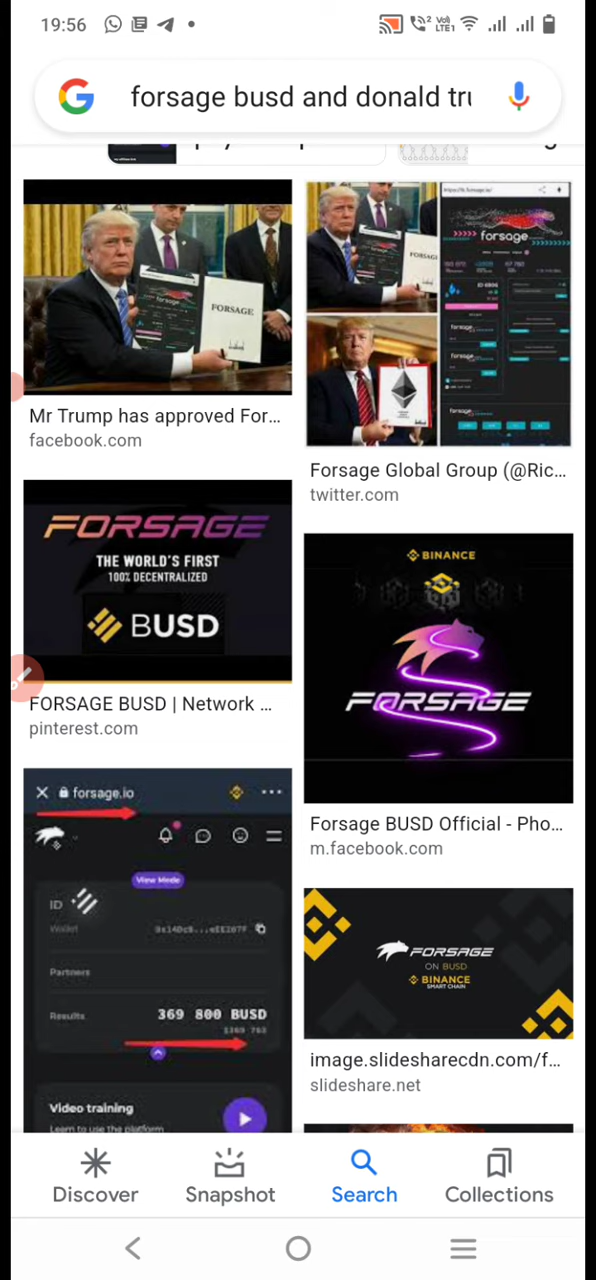 19:56
forsage busd and donald tru
FORSAGE
Mr Trump has approved For...
facebook.com
forsage
FORSAGE
Forsage Global Group (@Ric...
twitter.com
FORSAGE
THE WORLD'S FIRST
100% DECENTRALIZED
BUSD
FORSAGE BUSD | Network ...
pinterest.com
BINANCE
FORSAGE
Forsage BUSD Official - Pho...
m.facebook.com
forsage.io
View Mode
ID
Wallet
Partners
Results 369 800 BUSD
Video training
Learn to use the platform
FORSAGE
ON BUSD
BINANCE
SMART CHAIN
image.slidesharecdn.com/f...
slideshare.net
Discover Snapshot Search Collections